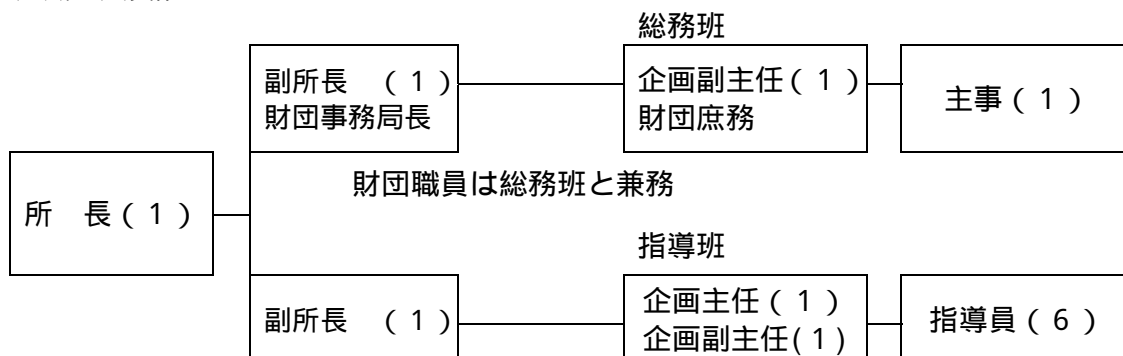 総務班
副所長 (1)
財団事務局長
企画副主任(1)
財団庶務
主事(1)
財団職員は総務班と兼務
所 長(1)
指導班
副所長 (1)
企画主任(1)
企画副主任(1)
指導員(6)